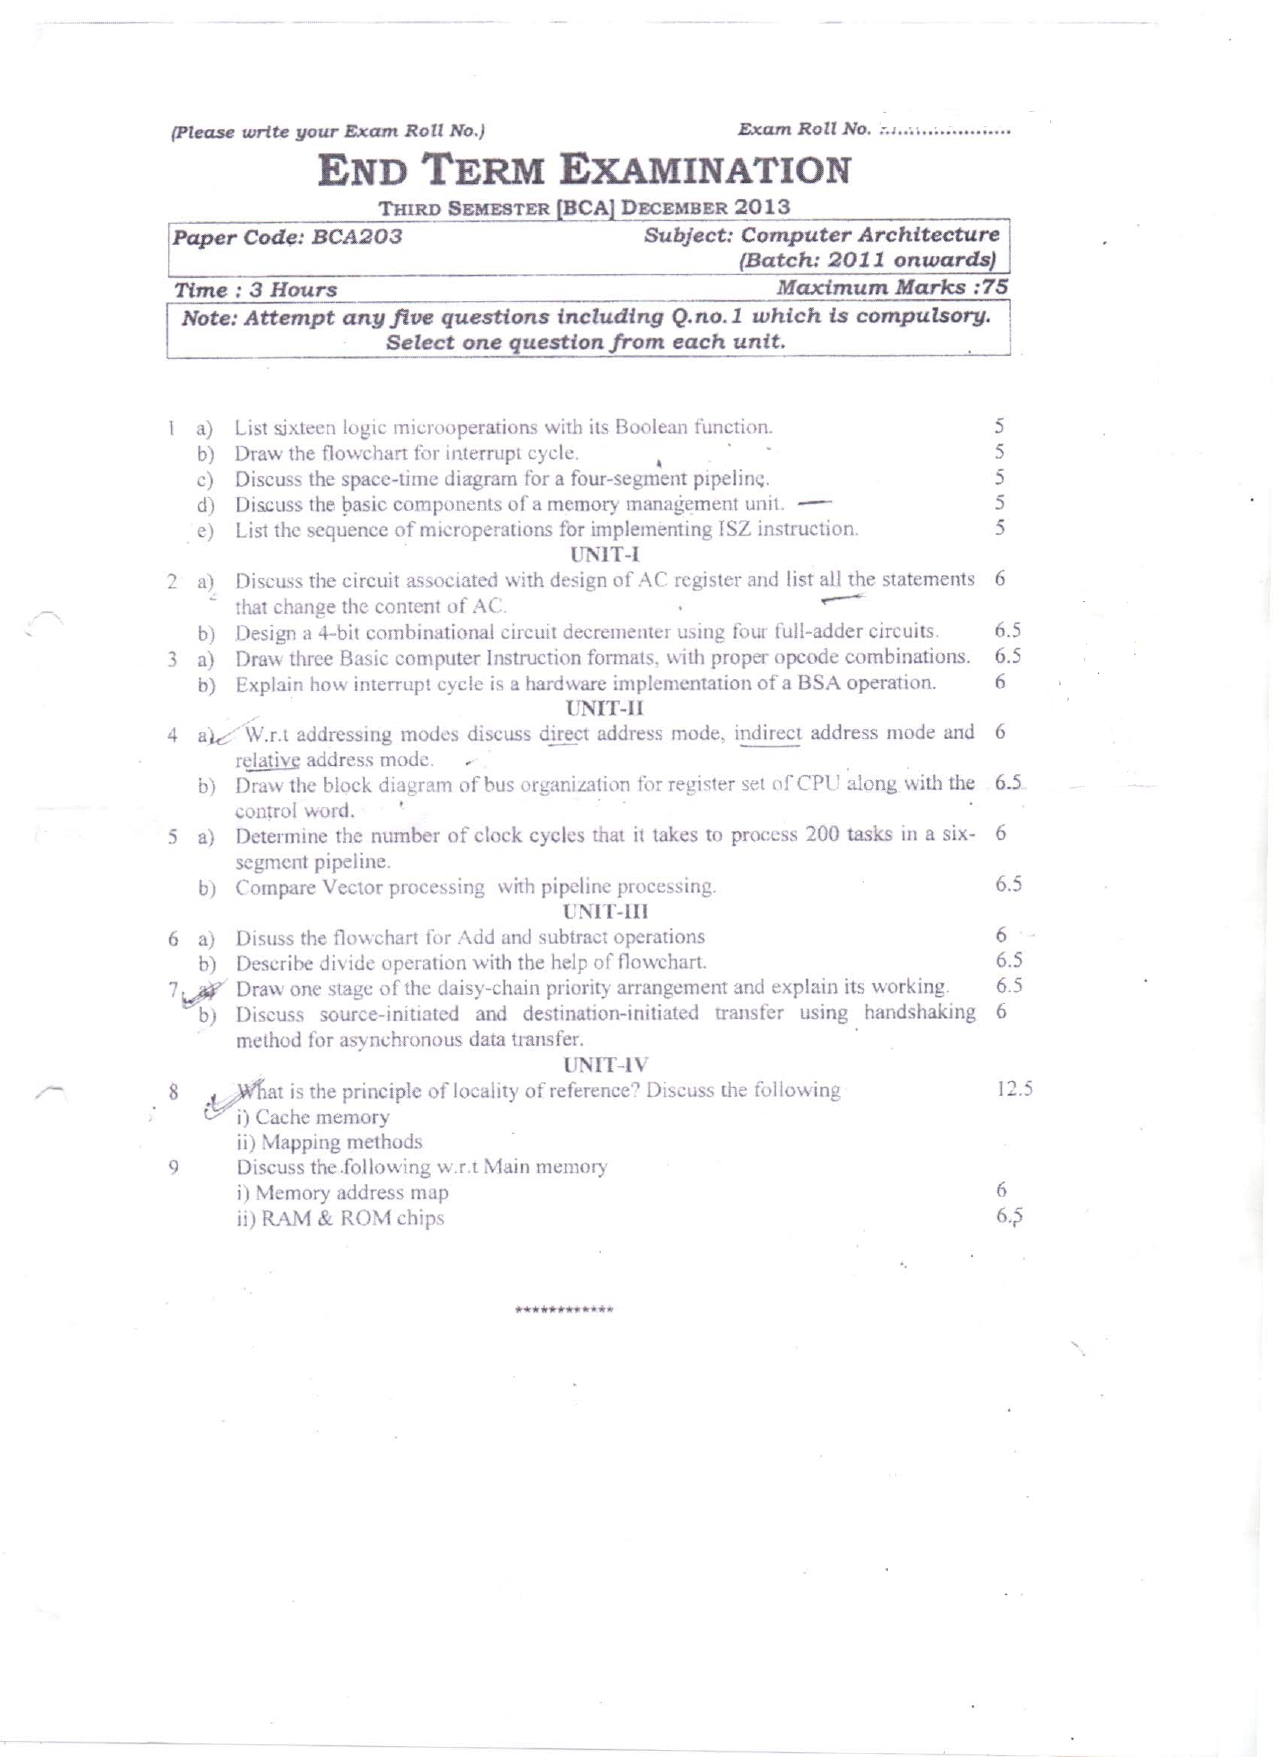 (Please write your Exam Roll No.) Exam Roll No. ......................
END TERM EXAMINATION
THIRD SEMESTER [BCA] DECEMBER 2013
Paper Code: BCA203 Subject: Computer Architecture
(Batch: 2011 onwards)
Time : 3 Hours Maximum Marks :75
Note: Attempt any five questions including Q.no.1 which is compulsory.
Select one question from each unit.
1 a) List sixteen logic microoperations with its Boolean function. 5
b) Draw the flowchart for interrupt cycle. 5
c) Discuss the space-time diagram for a four-segment pipeline. 5
d) Discuss the basic components of a memory management unit. 5
e) List the sequence of microperations for implementing ISZ instruction. 5
UNIT-I
2 a) Discuss the circuit associated with design of AC register and list all the statements 6
that change the content of AC.
b) Design a 4-bit combinational circuit decrementer using four full-adder circuits. 6.5
3 a) Draw three Basic computer Instruction formats, with proper opcode combinations. 6.5
b) Explain how interrupt cycle is a hardware implementation of a BSA operation. 6
UNIT-II
4 a) W.r.t addressing modes discuss direct address mode, indirect address mode and 6
relative address mode.
b) Draw the block diagram of bus organization for register set of CPU along with the 6.5
control word.
5 a) Determine the number of clock cycles that it takes to process 200 tasks in a six- 6
segment pipeline.
b) Compare Vector processing with pipeline processing. 6.5
UNIT-III
6 a) Disuss the flowchart for Add and subtract operations 6
b) Describe divide operation with the help of flowchart. 6.5
7 a) Draw one stage of the daisy-chain priority arrangement and explain its working. 6.5
b) Discuss source-initiated and destination-initiated transfer using handshaking 6
method for asynchronous data transfer.
UNIT-IV
8 What is the principle of locality of reference? Discuss the following 12.5
i) Cache memory
ii) Mapping methods
9 Discuss the following w.r.t Main memory
i) Memory address map 6
ii) RAM & ROM chips 6.5
************